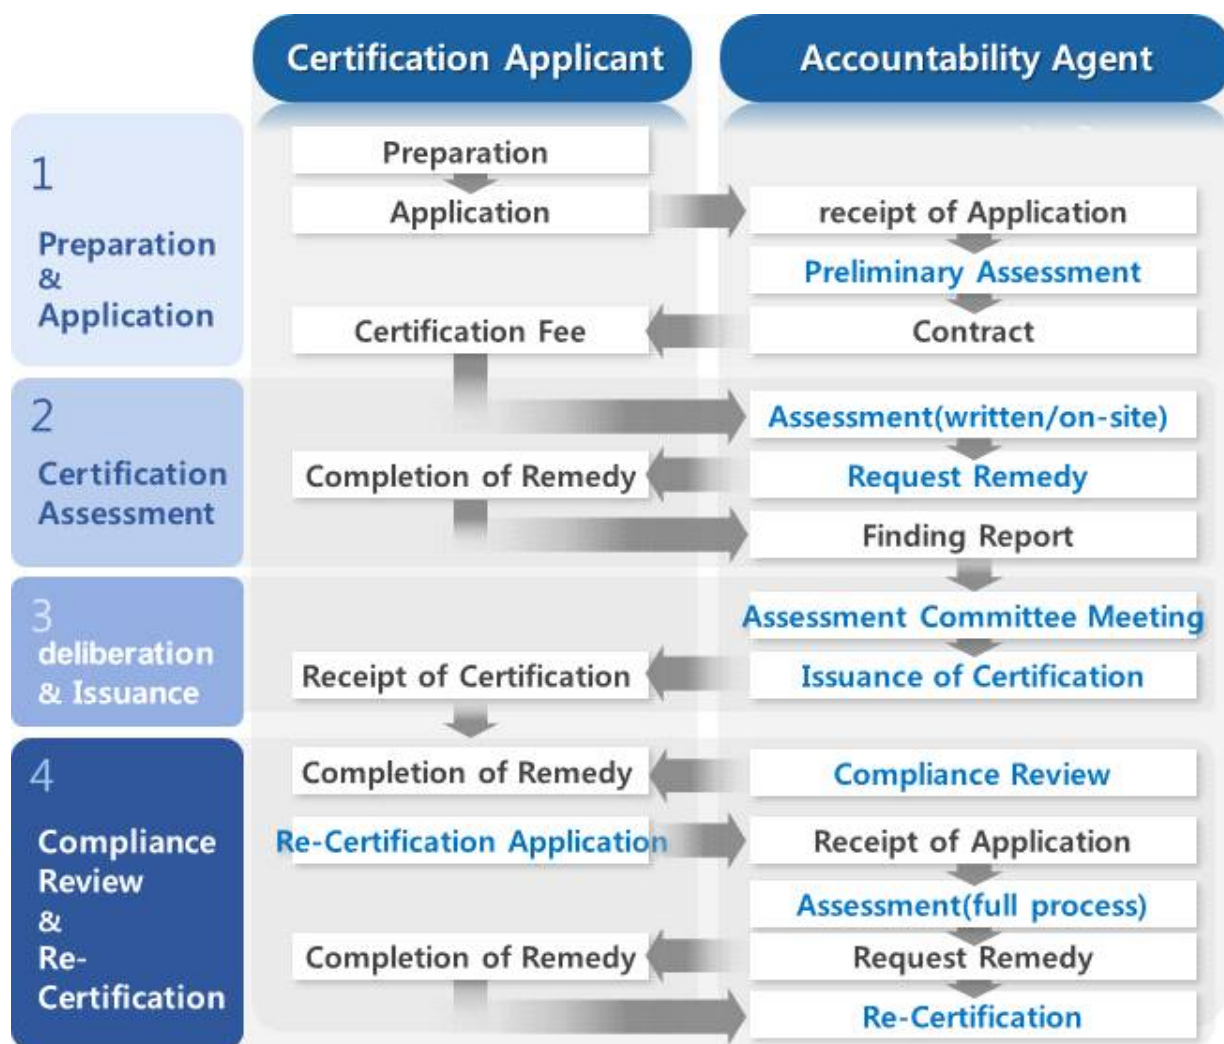 Certification Applicant
Accountability Agent
1
Preparation
&
Application
Preparation
Application
receipt of Application
Preliminary Assessment
Certification Fee
Contract
2
Certification
Assessment
Assessment(written/on-site)
Completion of Remedy
Request Remedy
Finding Report
3
deliberation
& Issuance
Assessment Committee Meeting
Receipt of Certification
Issuance of Certification
4
Compliance
Review
&
Re-
Certification
Completion of Remedy
Compliance Review
Re-Certification Application
Receipt of Application
Assessment(full process)
Completion of Remedy
Request Remedy
Re-Certification